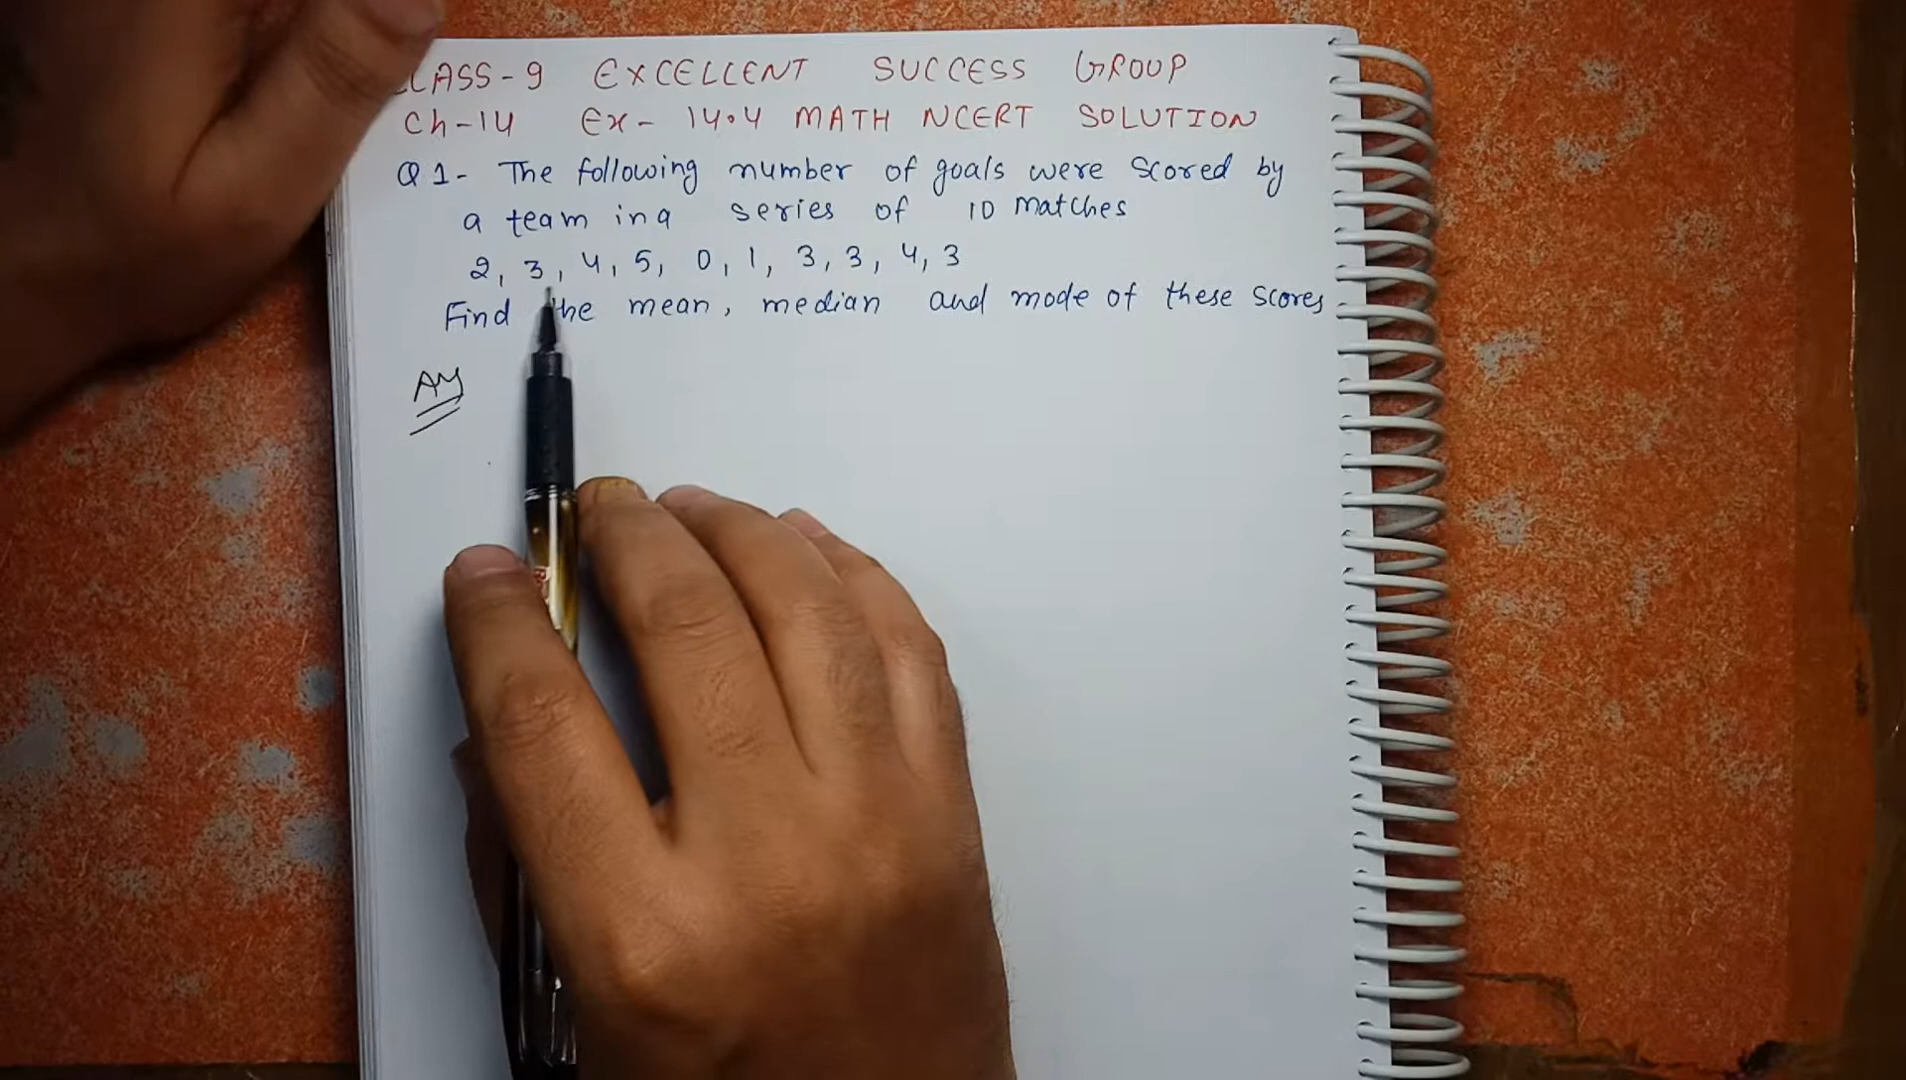 CLASS-9 EXCELLENT SUCCESS GROUP
Ch-14 Ex- 14.4 MATH NCERT SOLUTION
Q1- The following number of goals were scored by
a team in a series of 10 matches
2, 3, 4, 5, 0, 1, 3, 3, 4, 3
Find the mean, median and mode of these scores